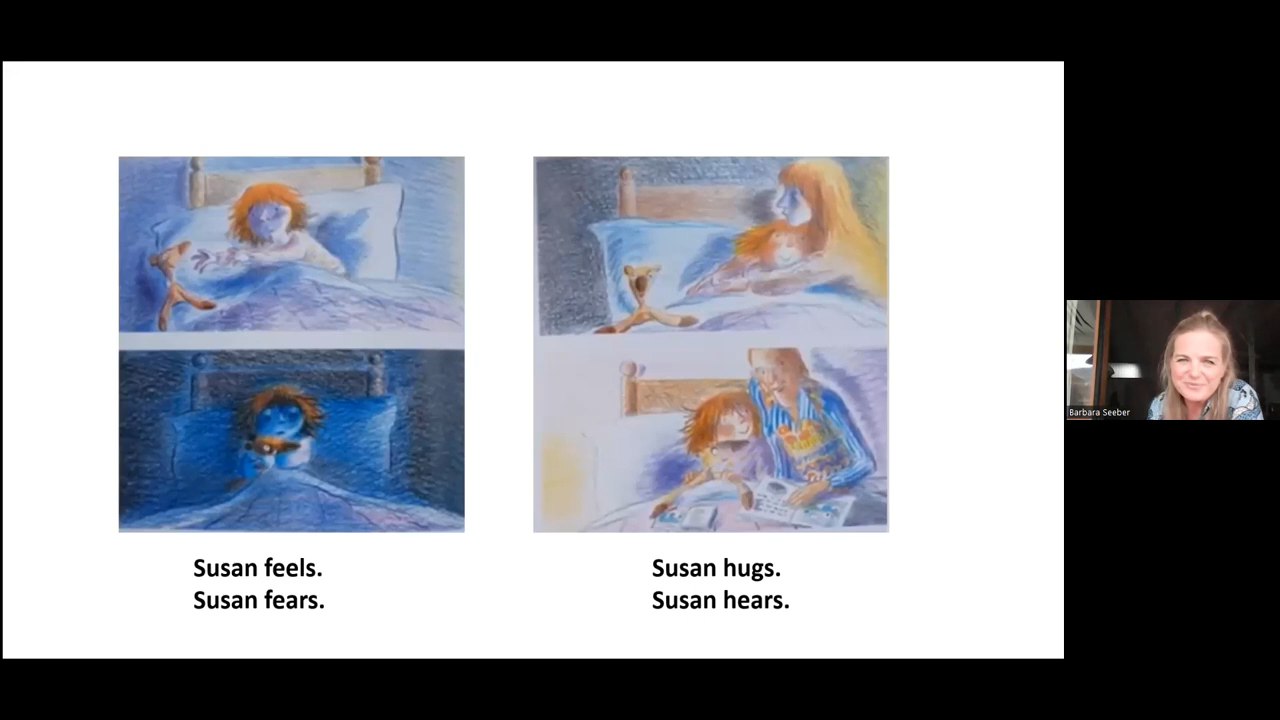 Susan feels.
Susan fears.
Susan hugs.
Susan hears.
Barbara Seeber